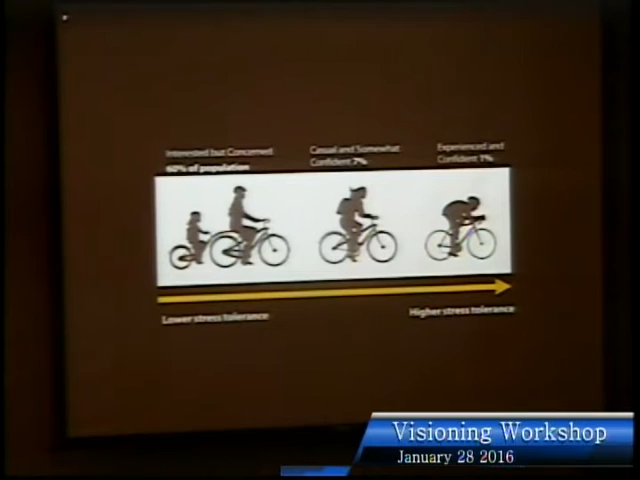 Interested but Concerned
60% of population
Casual and Somewhat
Confident 7%
Experienced and
Confident 1%
Lower stress tolerance
Higher stress tolerance
Visioning Workshop
January 28 2016